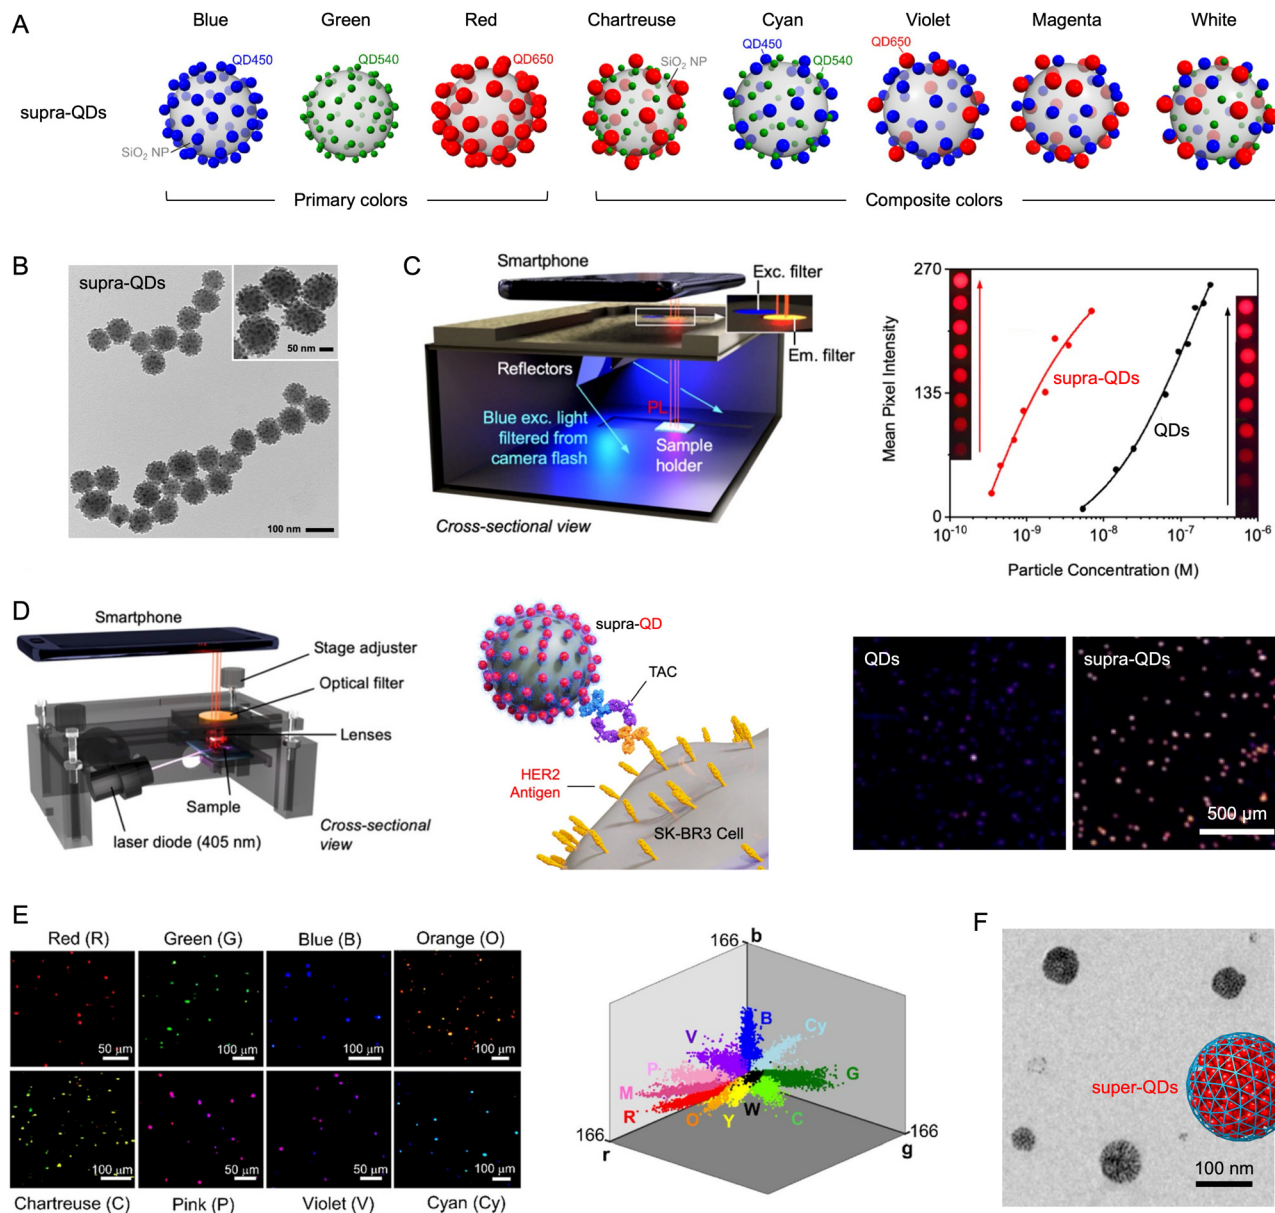 A
Blue
Green
Red
Chartreuse
Cyan
Violet
Magenta
White
supra-QDs
QD450
QD540
QD650
SiO₂ NP
QD450
QD540
QD650
SiO₂ NP
Primary colors
Composite colors
B
supra-QDs
50 nm
100 nm
C
Smartphone
Exc. filter
Em. filter
Reflectors
PL
Blue exc. light
filtered from
camera flash
Sample
holder
Cross-sectional view
Mean Pixel Intensity
270
135
0
supra-QDs
QDs
10⁻¹⁰
10⁻⁹
10⁻⁸
10⁻⁷
10⁻⁶
Particle Concentration (M)
D
Smartphone
Stage adjuster
Optical filter
Lenses
Sample
laser diode (405 nm)
Cross-sectional
view
supra-QD
TAC
HER2
Antigen
SK-BR3 Cell
QDs
supra-QDs
500 μm
E
Red (R)
Green (G)
Blue (B)
Orange (O)
50 μm
100 μm
100 μm
100 μm
100 μm
50 μm
50 μm
100 μm
Chartreuse (C)
Pink (P)
Violet (V)
Cyan (Cy)
166
b
B
Cy
V
P
G
M
W
R
O
Y
C
166
r
166
g
F
super-QDs
100 nm